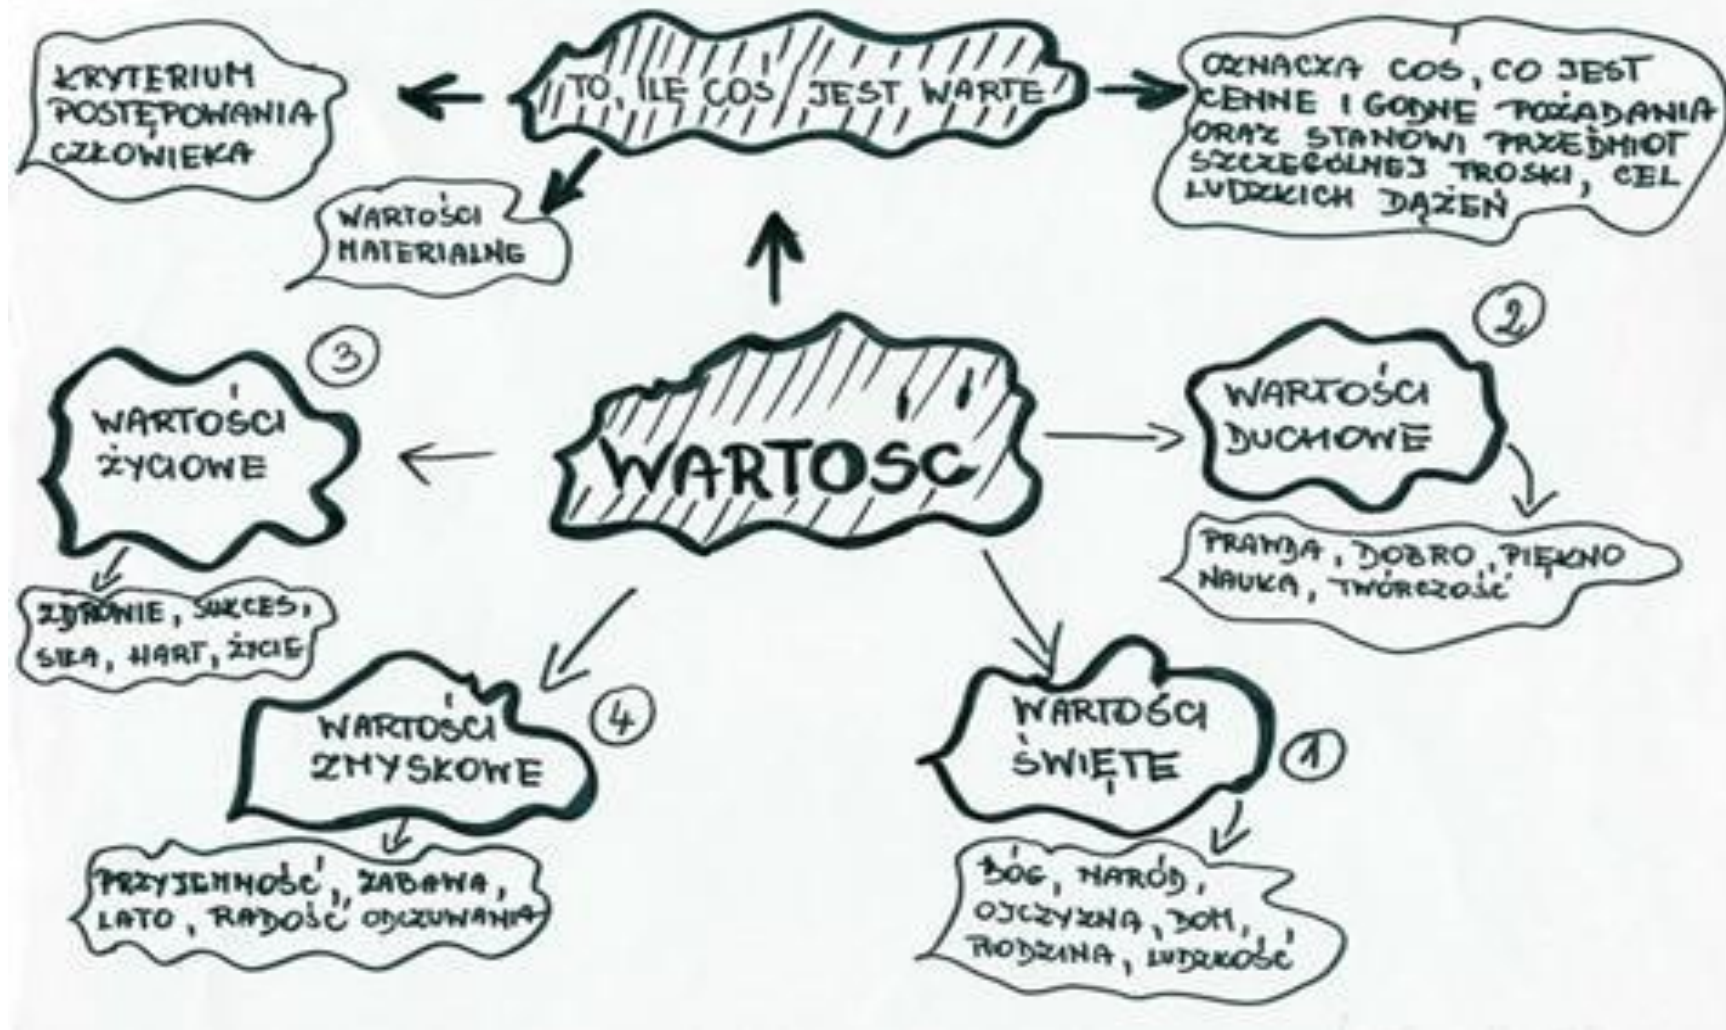 KRYTERIUM
POSTĘPOWANIA
CZŁOWIEKA
TO, ILE COŚ JEST WARTE
OZNACZA COŚ, CO JEST
CENNE I GODNE POŻĄDANIA
ORAZ STANOWI PRZEDMIOT
SZCZEGÓLNEJ TROSKI, CEL
LUDZKICH DĄŻEŃ
WARTOŚCI
MATERIALNE
3
WARTOŚCI
ŻYCIOWE
WARTOŚĆ
2
WARTOŚCI
DUCHOWE
PRAWDA, DOBRO, PIĘKNO
NAUKA, TWÓRCZOŚĆ
ZDROWIE, SUKCES,
SIŁA, HART, ŻYCIE
4
WARTOŚCI
ZMYSŁOWE
PRZYJEMNOŚĆ, ZABAWA,
LATO, RADOŚĆ ODCZUWANIA
1
WARTOŚCI
ŚWIĘTE
BÓG, NARÓD,
OJCZYZNA, DOM,
RODZINA, LUDZKOŚĆ